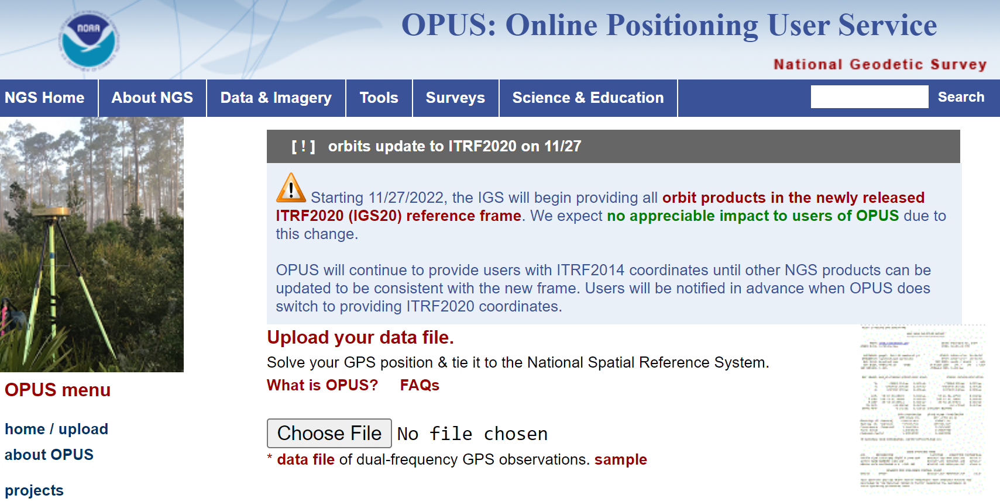 NOAA
OPUS: Online Positioning User Service
National Geodetic Survey
NGS Home
About NGS
Data & Imagery
Tools
Surveys
Science & Education
Search
[ ! ] orbits update to ITRF2020 on 11/27
Starting 11/27/2022, the IGS will begin providing all orbit products in the newly released
ITRF2020 (IGS20) reference frame. We expect no appreciable impact to users of OPUS due to
this change.
OPUS will continue to provide users with ITRF2014 coordinates until other NGS products can be
updated to be consistent with the new frame. Users will be notified in advance when OPUS does
switch to providing ITRF2020 coordinates.
Upload your data file.
Solve your GPS position & tie it to the National Spatial Reference System.
What is OPUS? FAQs
Choose File No file chosen
* data file of dual-frequency GPS observations. sample
OPUS menu
home / upload
about OPUS
projects